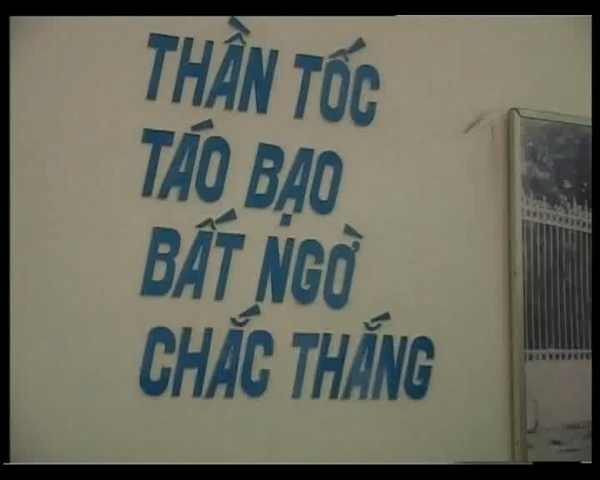 THẦN TỐC
TÁO BẠO
BẤT NGỜ
CHẮC THẮNG